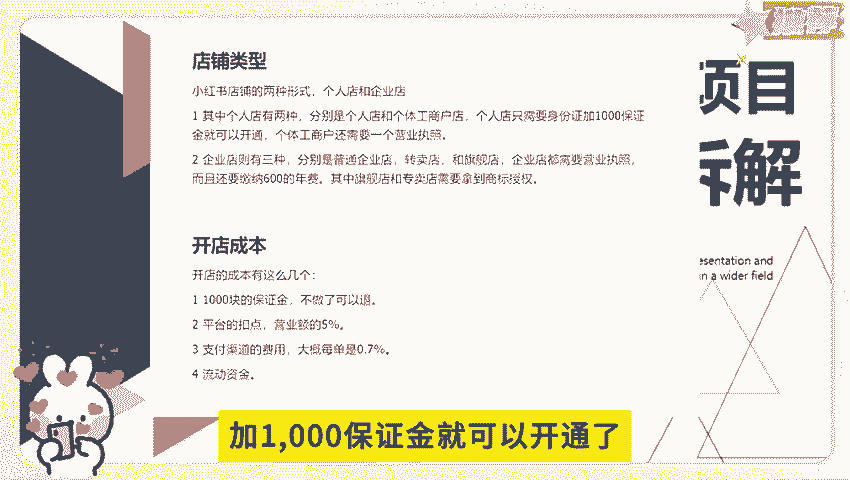 店铺类型
小红书店铺的两种形式，个人店和企业店
1 其中个人店有两种，分别是个人店和个体工商户店，个人店只需要身份证加1000保证
金就可以开通，个体工商户还需要一个营业执照。
2 企业店则有三种，分别是普通企业店，转卖店，和旗舰店，企业店都需要营业执照，
而且还要缴纳600的年费。其中旗舰店和专卖店需要拿到商标授权。
开店成本
开店的成本有这么几个：
1 1000块的保证金，不做了可以退。
2 平台的扣点，营业额的5%。
3 支付渠道的费用，大概每单是0.7%。
4 流动资金。
项目
拆解
esentation and
n a wider field
加1,000保证金就可以开通了